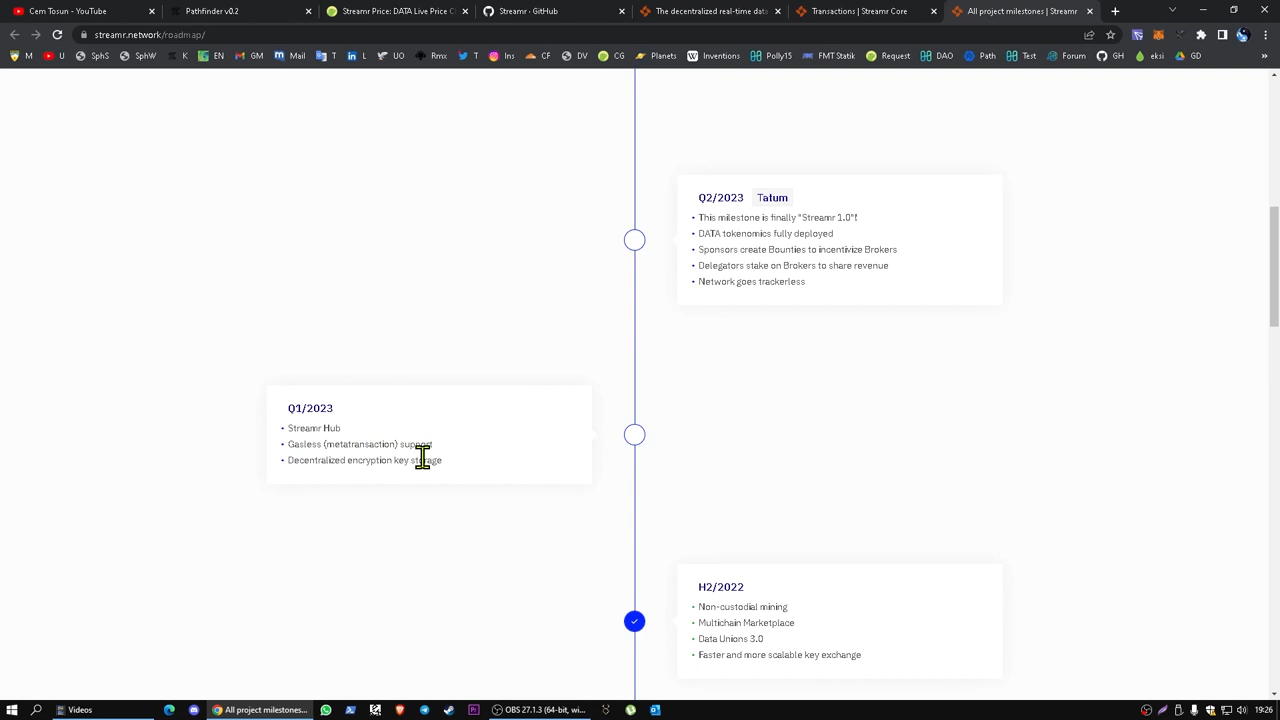 Cem Tosun - YouTube
Pathfinder v0.2
Streamr Price: DATA Live Price C
Streamr · GitHub
The decentralized real-time data
Transactions | Streamr Core
All project milestones | Streamr
streamr.network/roadmap/
M
U
SphS
SphW
K
EN
GM
Mail
T
L
UO
Rmx
T
Ins
CF
DV
CG
Planets
Inventions
Polly15
FMT Statik
Request
DAO
Path
Test
Forum
GH
eksi
GD
Q2/2023 Tatum
• This milestone is finally "Streamr 1.0"!
• DATA tokenomics fully deployed
• Sponsors create Bounties to incentivize Brokers
• Delegators stake on Brokers to share revenue
• Network goes trackerless
Q1/2023
• Streamr Hub
• Gasless (metatransaction) support
• Decentralized encryption key storage
H2/2022
• Non-custodial mining
• Multichain Marketplace
• Data Unions 3.0
• Faster and more scalable key exchange
Videos
All project milestones...
OBS 27.1.3 (64-bit, wi...
19:26